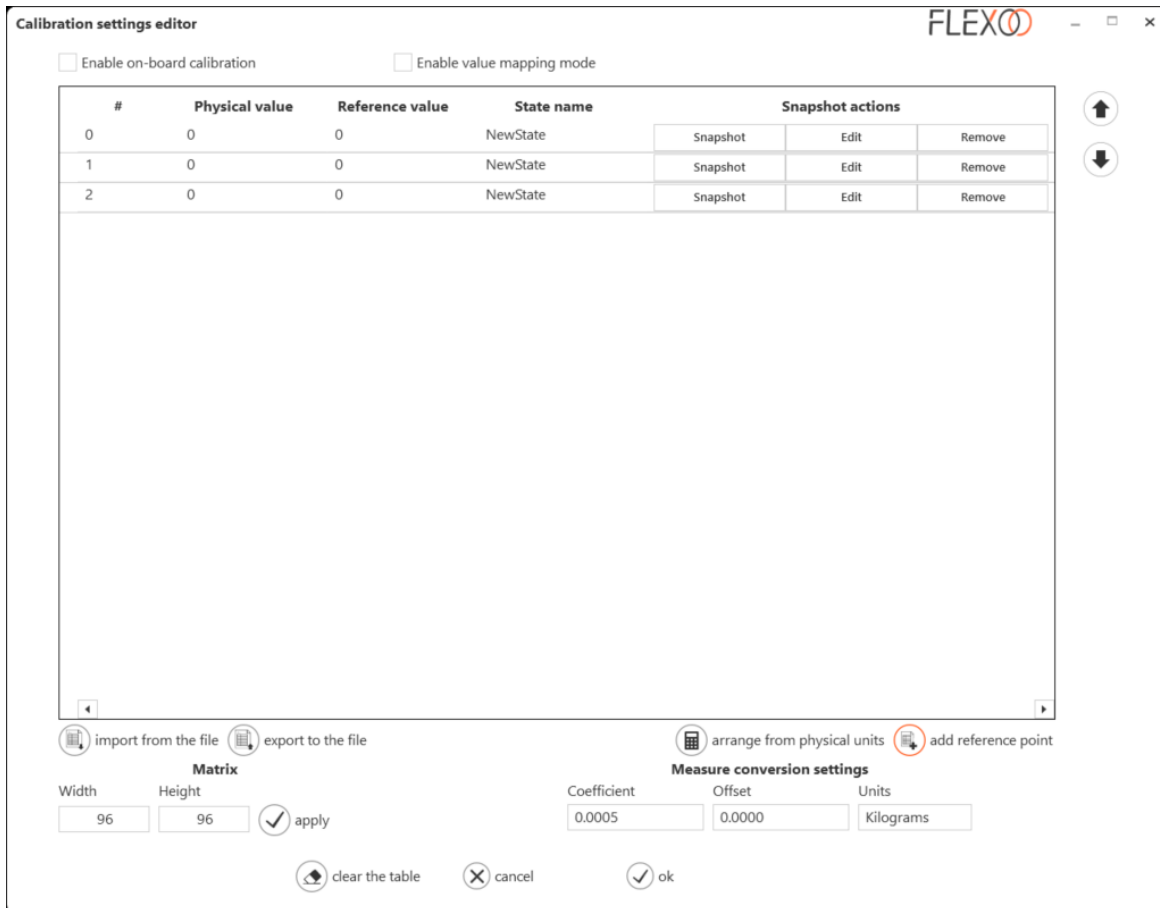 Calibration settings editor
FLEXOO
Enable on-board calibration Enable value mapping mode
# Physical value Reference value State name Snapshot actions
0 0 0 NewState Snapshot Edit Remove
1 0 0 NewState Snapshot Edit Remove
2 0 0 NewState Snapshot Edit Remove
import from the file export to the file arrange from physical units add reference point
Matrix Measure conversion settings
Width Height Coefficient Offset Units
96 96 apply 0.0005 0.0000 Kilograms
clear the table cancel ok